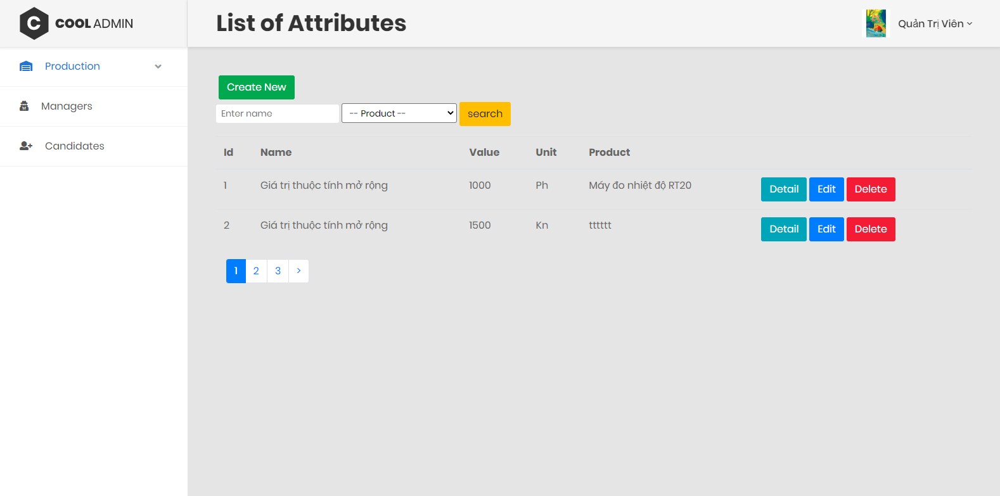 C COOL ADMIN
List of Attributes
Quản Trị Viên
Production
Managers
Candidates
Create New
Enter name
-- Product --
search
Id Name Value Unit Product
1 Giá trị thuộc tính mở rộng 1000 Ph Máy đo nhiệt độ RT20 Detail Edit Delete
2 Giá trị thuộc tính mở rộng 1500 Kn tttttt Detail Edit Delete
1 2 3 >